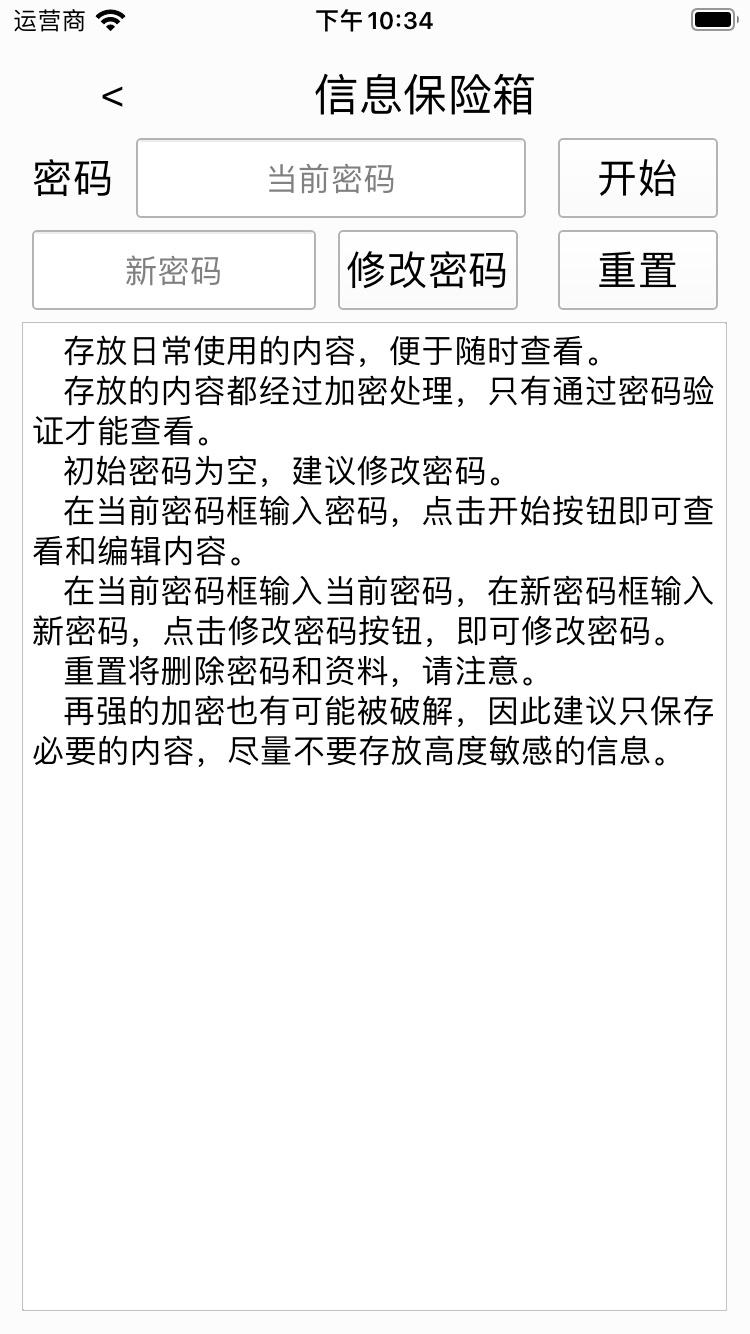 运营商 下午10:34
< 信息保险箱
密码 当前密码 开始
新密码 修改密码 重置
存放日常使用的内容，便于随时查看。
存放的内容都经过加密处理，只有通过密码验
证才能查看。
初始密码为空，建议修改密码。
在当前密码框输入密码，点击开始按钮即可查
看和编辑内容。
在当前密码框输入当前密码，在新密码框输入
新密码，点击修改密码按钮，即可修改密码。
重置将删除密码和资料，请注意。
再强的加密也有可能被破解，因此建议只保存
必要的内容，尽量不要存放高度敏感的信息。